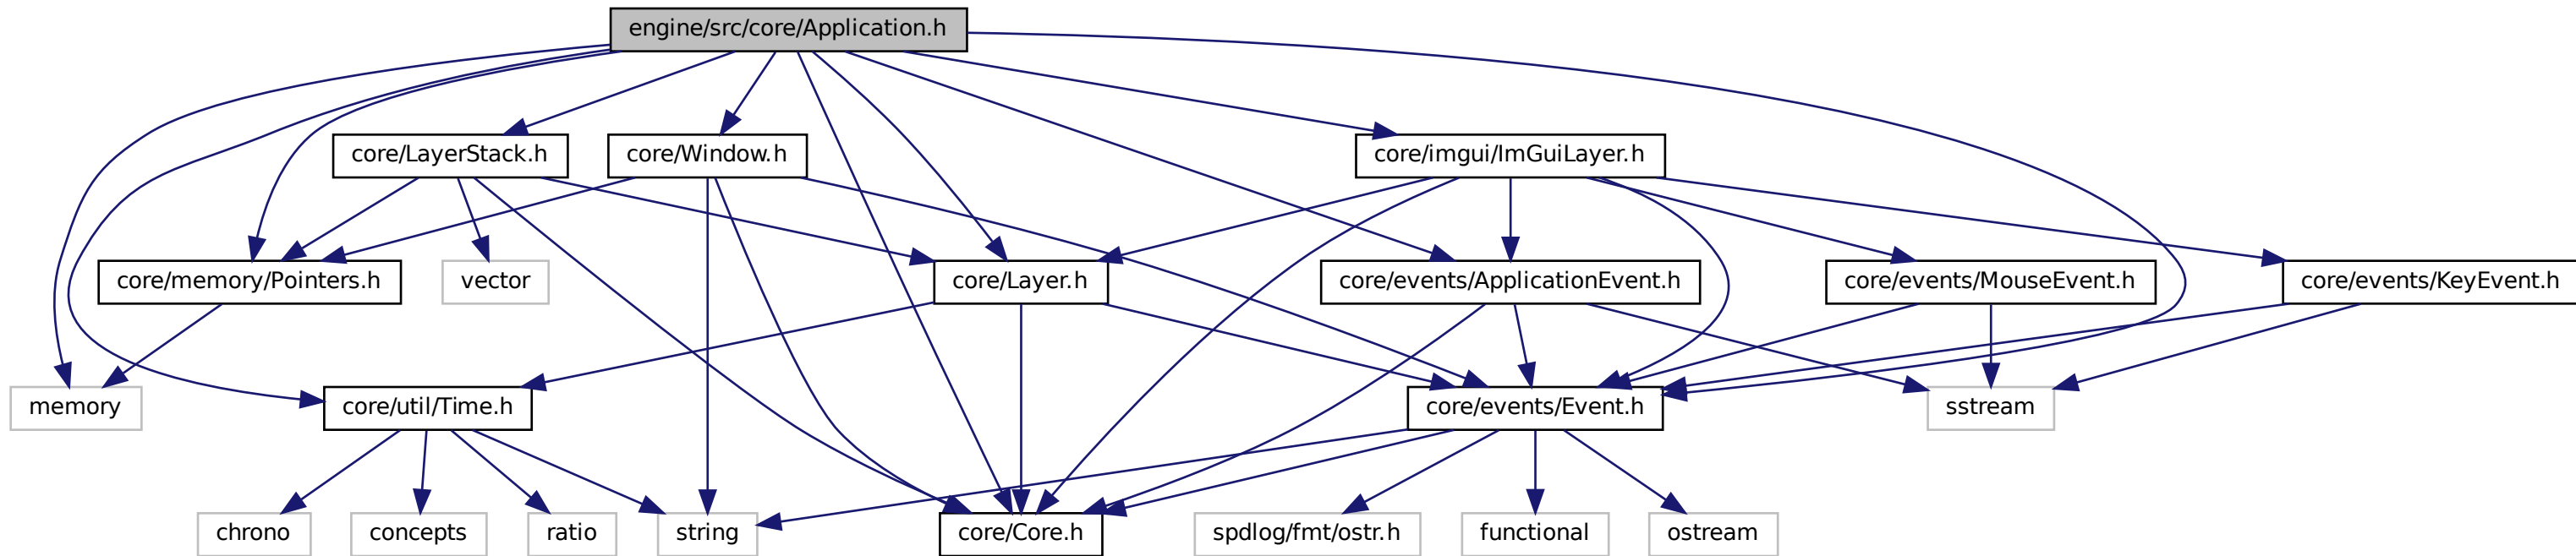 engine/src/core/Application.h
core/LayerStack.h
core/Window.h
core/imgui/ImGuiLayer.h
core/memory/Pointers.h
vector
core/Layer.h
core/events/ApplicationEvent.h
core/events/MouseEvent.h
core/events/KeyEvent.h
memory
core/util/Time.h
core/events/Event.h
sstream
chrono
concepts
ratio
string
core/Core.h
spdlog/fmt/ostr.h
functional
ostream